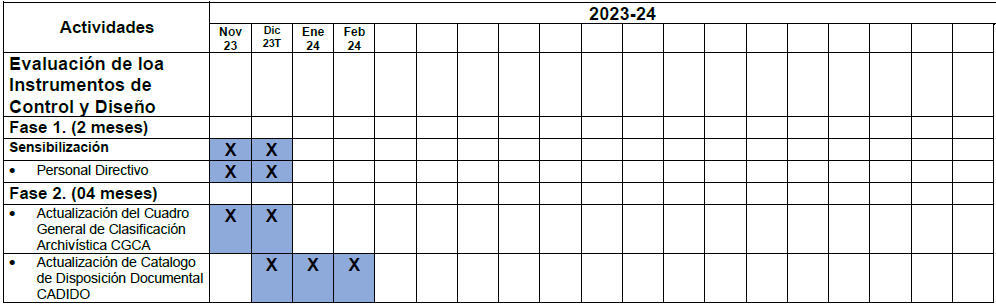 Actividades
2023-24
Nov 23
Dic 23T
Ene 24
Feb 24
Evaluación de loa
Instrumentos de
Control y Diseño
Fase 1. (2 meses)
Sensibilización X X
• Personal Directivo X X
Fase 2. (04 meses)
• Actualización del Cuadro X X
General de Clasificación
Archivística CGCA
• Actualización de Catalogo X X X
de Disposición Documental
CADIDO